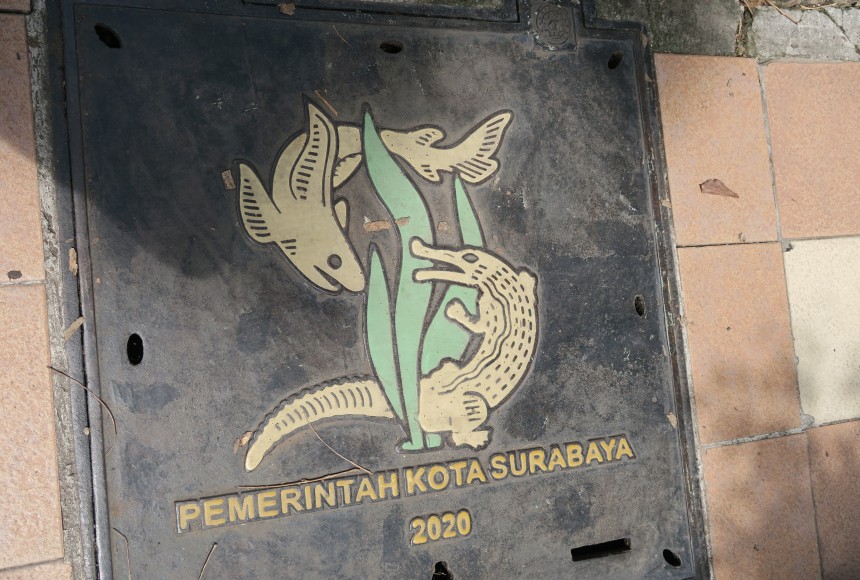 PEMERINTAH KOTA SURABAYA
2020